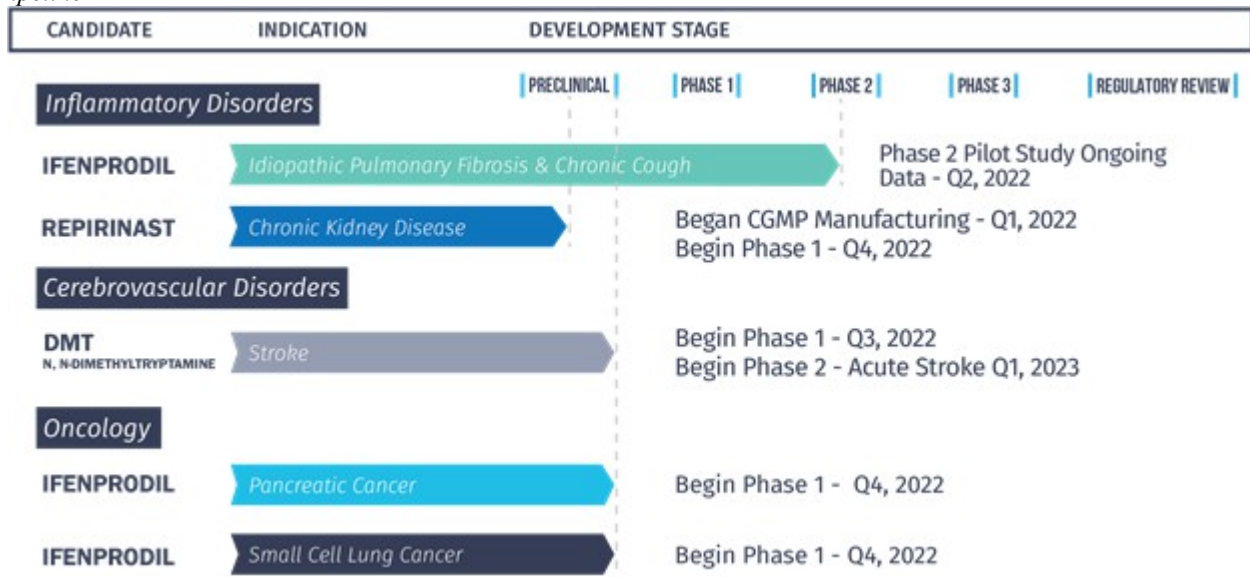 CANDIDATE INDICATION DEVELOPMENT STAGE
PRECLINICAL PHASE 1 PHASE 2 PHASE 3 REGULATORY REVIEW
Inflammatory Disorders
IFENPRODIL Idiopathic Pulmonary Fibrosis & Chronic Cough
Phase 2 Pilot Study Ongoing
Data - Q2, 2022
REPIRINAST Chronic Kidney Disease
Began CGMP Manufacturing - Q1, 2022
Begin Phase 1 - Q4, 2022
Cerebrovascular Disorders
DMT
N, N-DIMETHYLTRYPTAMINE
Stroke
Begin Phase 1 - Q3, 2022
Begin Phase 2 - Acute Stroke Q1, 2023
Oncology
IFENPRODIL Pancreatic Cancer Begin Phase 1 - Q4, 2022
IFENPRODIL Small Cell Lung Cancer Begin Phase 1 - Q4, 2022